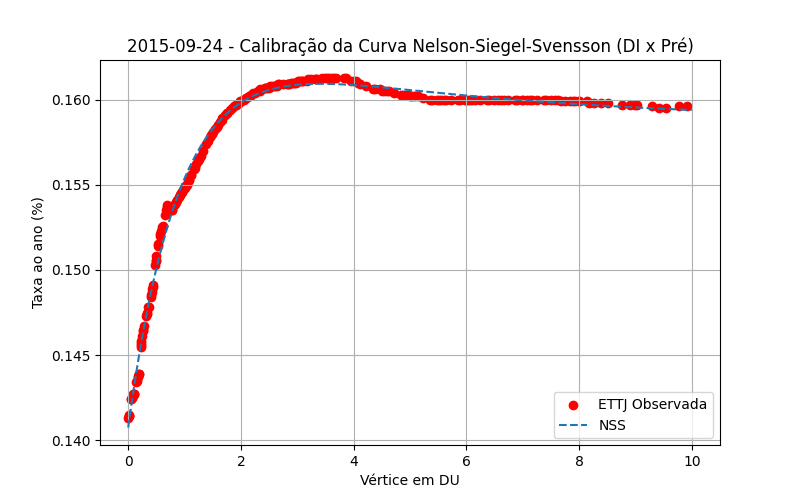 2015-09-24 - Calibração da Curva Nelson-Siegel-Svensson (DI x Pré)
Taxa ao ano (%)
0.160
0.155
0.150
0.145
0.140
ETTJ Observada
NSS
0 2 4 6 8 10
Vértice em DU